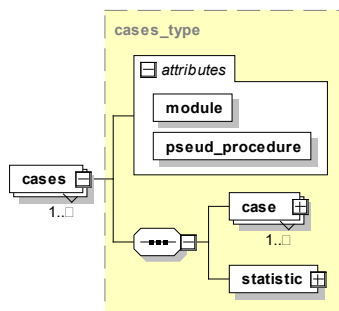 cases_type
attributes
module
pseud_procedure
cases
1..□
case
1..□
statistic